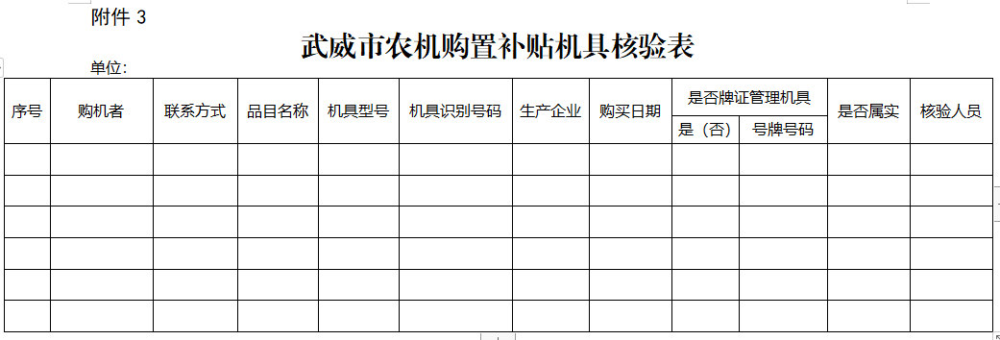 附件 3
武威市农机购置补贴机具核验表
单位：
序号 购机者 联系方式 品目名称 机具型号 机具识别号码 生产企业 购买日期 是否牌证管理机具 是否属实 核验人员
是（否） 号牌号码